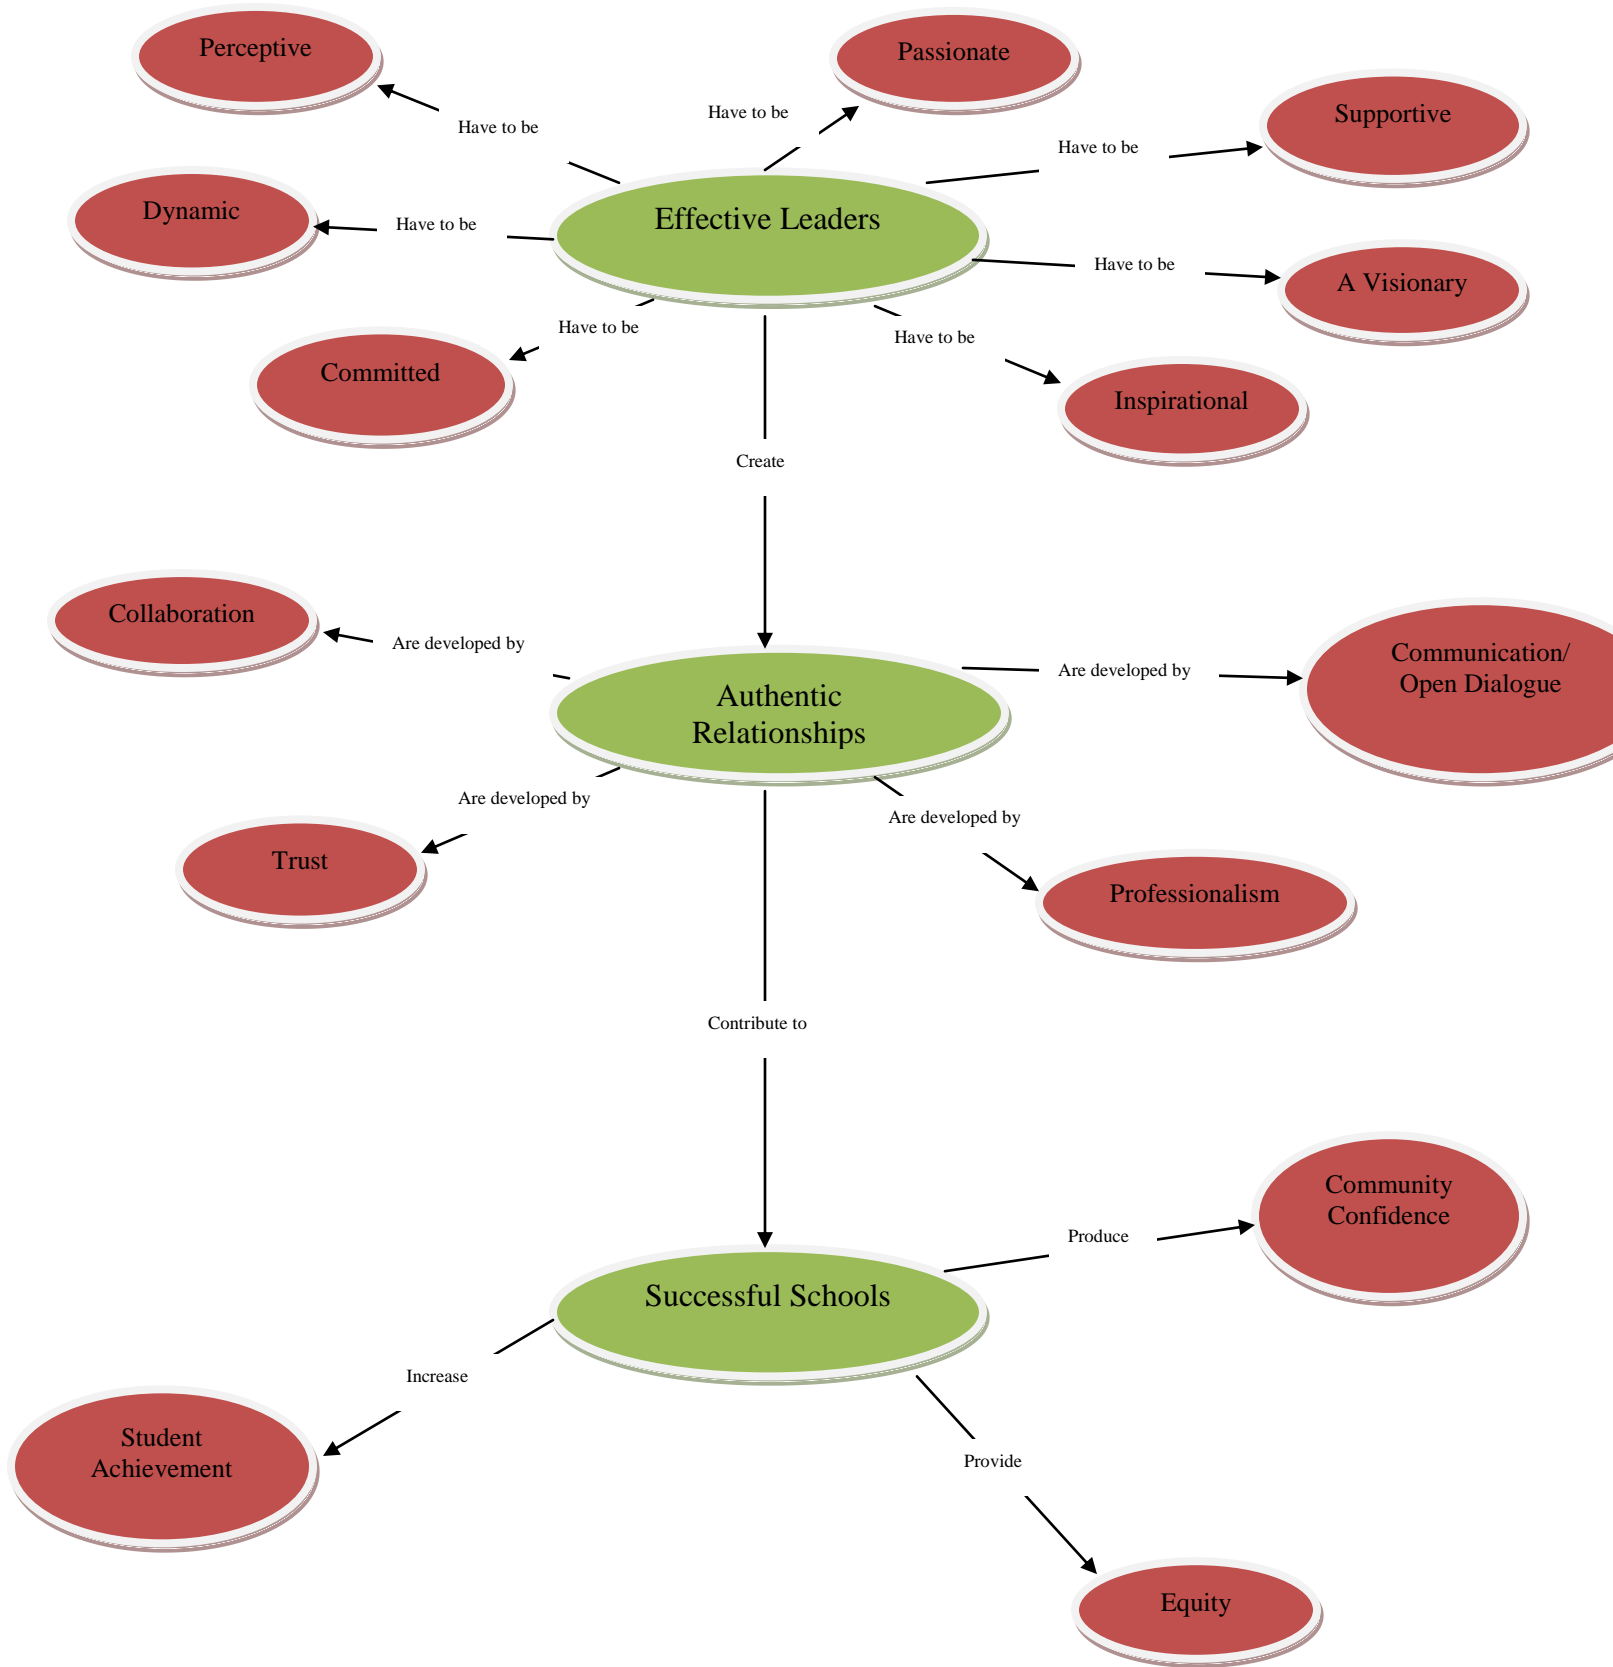 Perceptive
Passionate
Supportive
Have to be
Have to be
Have to be
Dynamic
Have to be
Effective Leaders
Have to be
A Visionary
Have to be
Have to be
Committed
Inspirational
Create
Collaboration
Are developed by
Are developed by
Communication/
Open Dialogue
Authentic
Relationships
Are developed by
Are developed by
Trust
Professionalism
Contribute to
Community
Confidence
Produce
Successful Schools
Increase
Student
Achievement
Provide
Equity